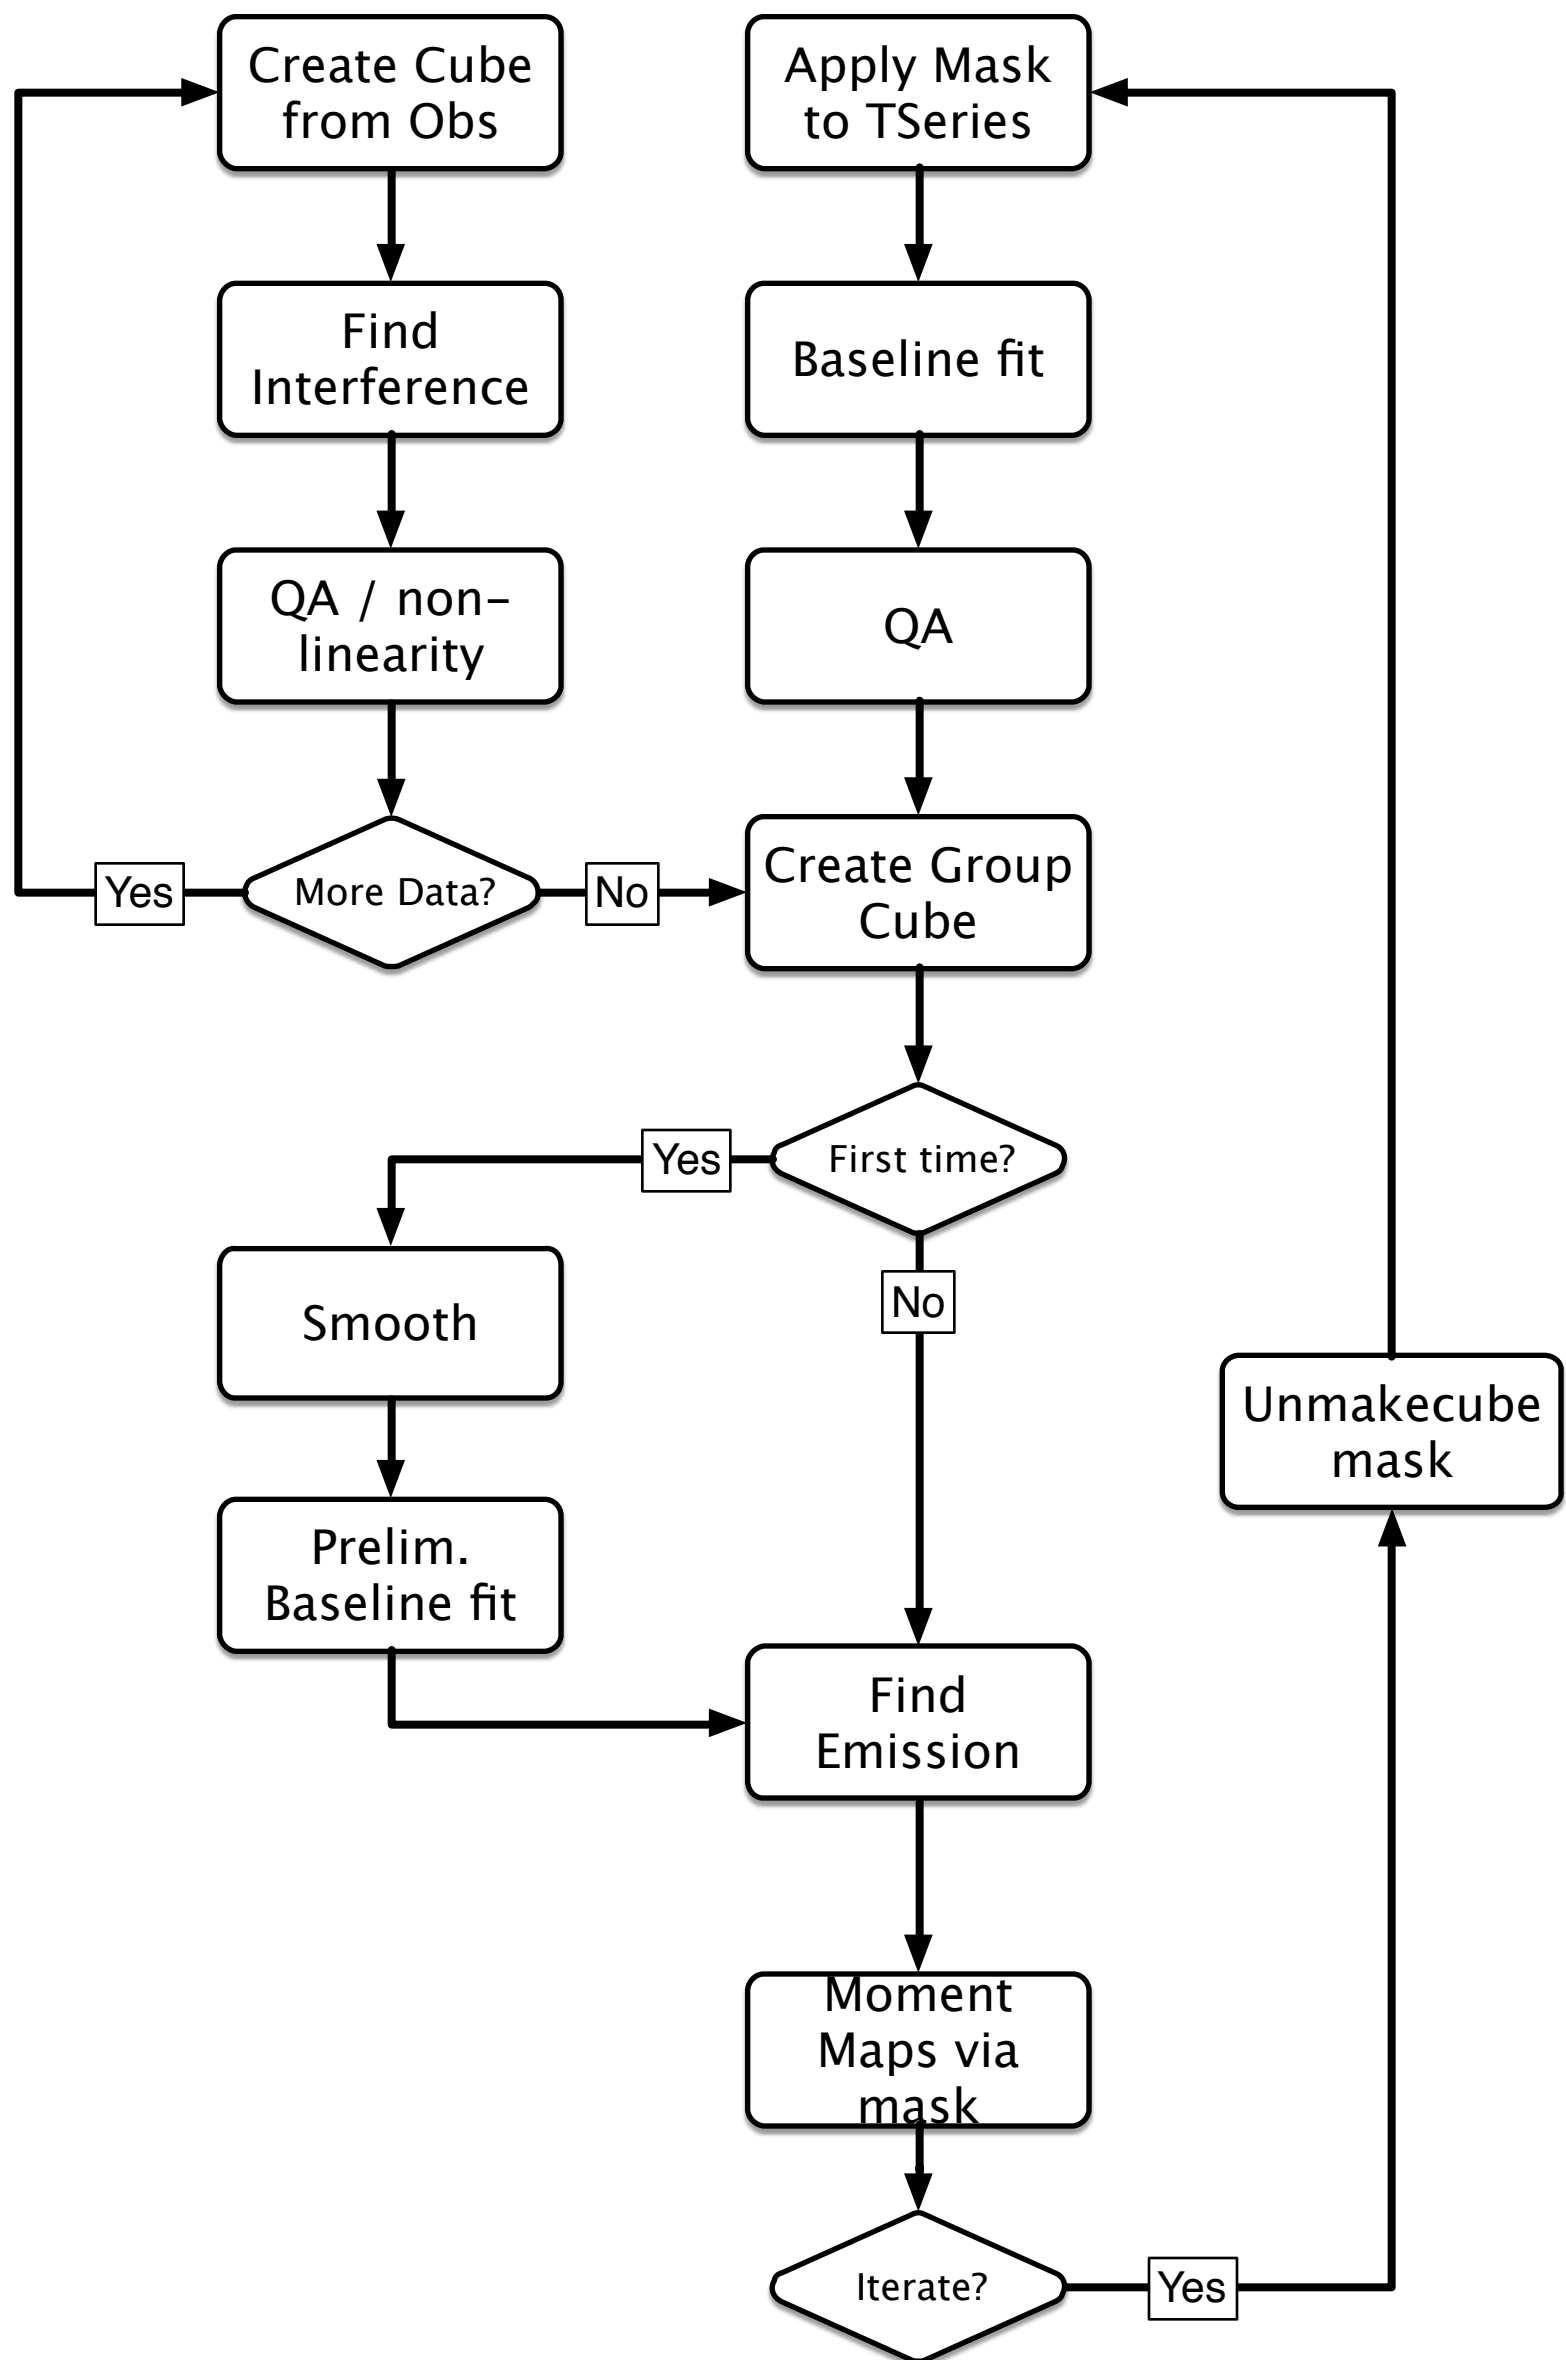 Create Cube
from Obs
Apply Mask
to TSeries
Find
Interference
Baseline fit
QA / non-
linearity
QA
Yes
More Data?
No
Create Group
Cube
Yes
First time?
No
Smooth
Unmakecube
mask
Prelim.
Baseline fit
Find
Emission
Moment
Maps via
mask
Iterate?
Yes